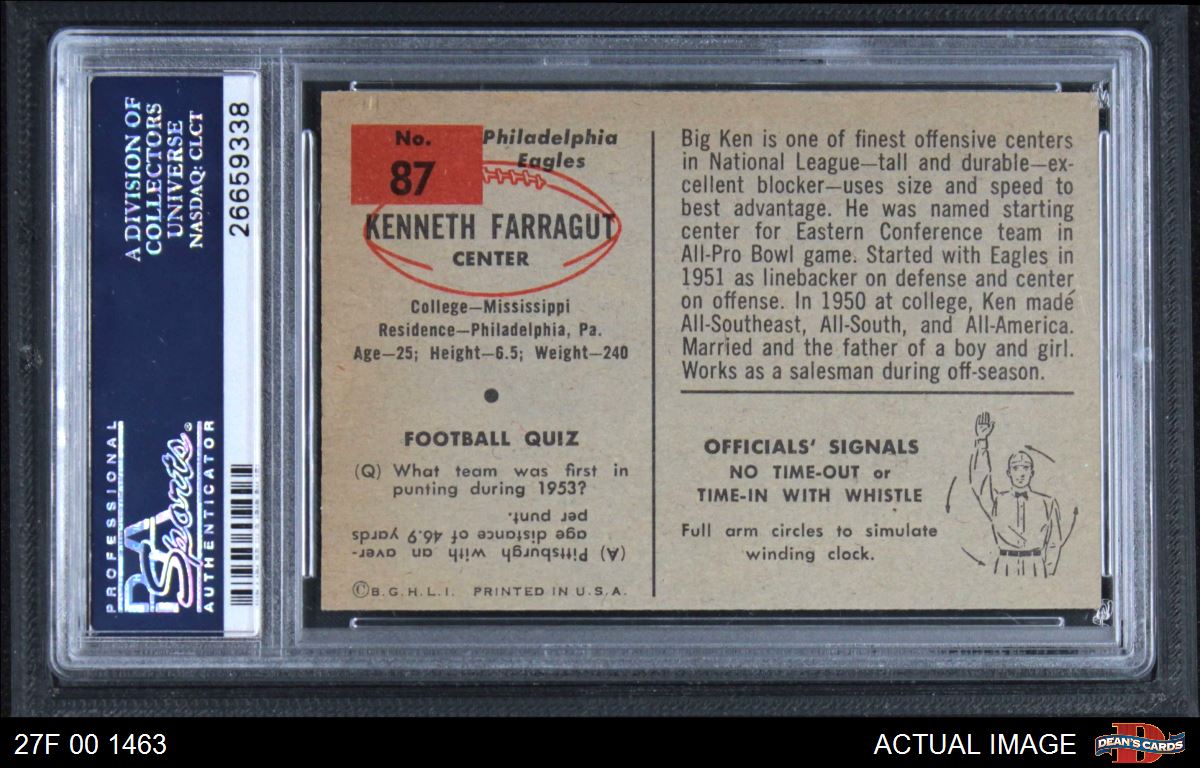 A DIVISION OF
COLLECTORS
UNIVERSE
NASDAQ: CLCT
26659338
PROFESSIONAL
PSA
Sports
AUTHENTICATOR
No.
87
Philadelphia
Eagles
KENNETH FARRAGUT
CENTER
College—Mississippi
Residence—Philadelphia, Pa.
Age—25; Height—6.5; Weight—240
FOOTBALL QUIZ
(Q) What team was first in
punting during 1953?
(A) Pittsburgh with an aver-
age distance of 46.9 yards
per punt.
©B.G.H.L.I. PRINTED IN U.S.A.
Big Ken is one of finest offensive centers
in National League—tall and durable—ex-
cellent blocker—uses size and speed to
best advantage. He was named starting
center for Eastern Conference team in
All-Pro Bowl game. Started with Eagles in
1951 as linebacker on defense and center
on offense. In 1950 at college, Ken made
All-Southeast, All-South, and All-America.
Married and the father of a boy and girl.
Works as a salesman during off-season.
OFFICIALS' SIGNALS
NO TIME-OUT or
TIME-IN WITH WHISTLE
Full arm circles to simulate
winding clock.
27F 00 1463
ACTUAL IMAGE
D
DEAN'S CARDS